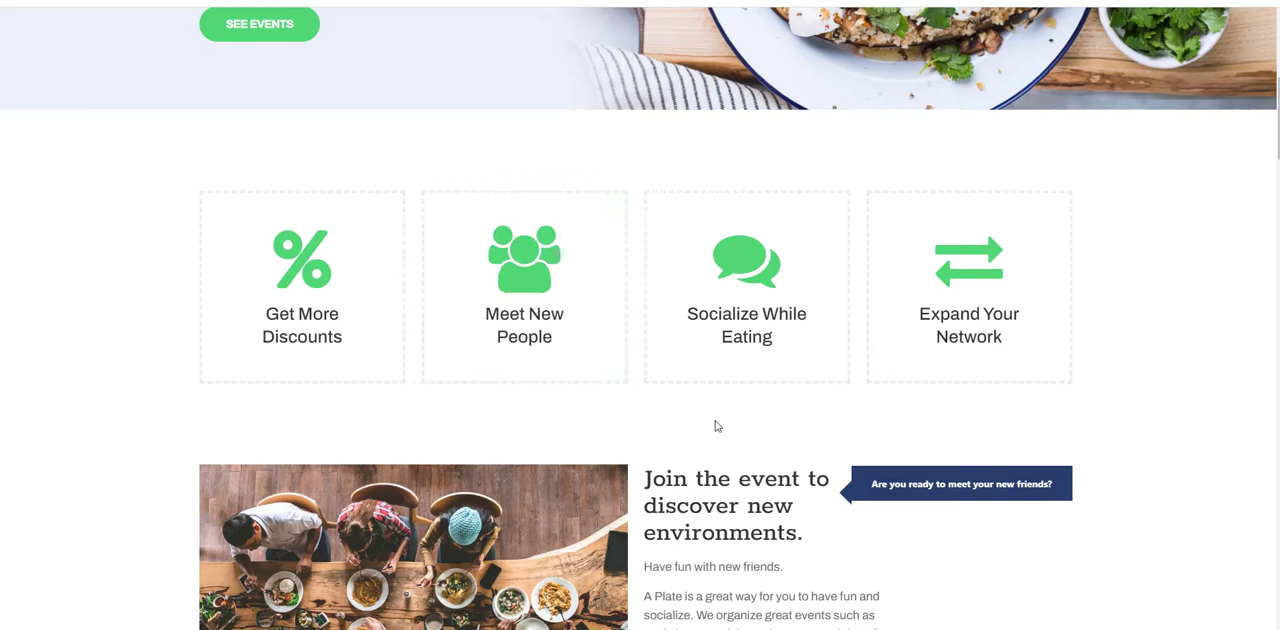 SEE EVENTS
Get More
Discounts
Meet New
People
Socialize While
Eating
Expand Your
Network
Join the event to
discover new
environments.
Are you ready to meet your new friends?
Have fun with new friends.
A Plate is a great way for you to have fun and
socialize. We organize great events such as